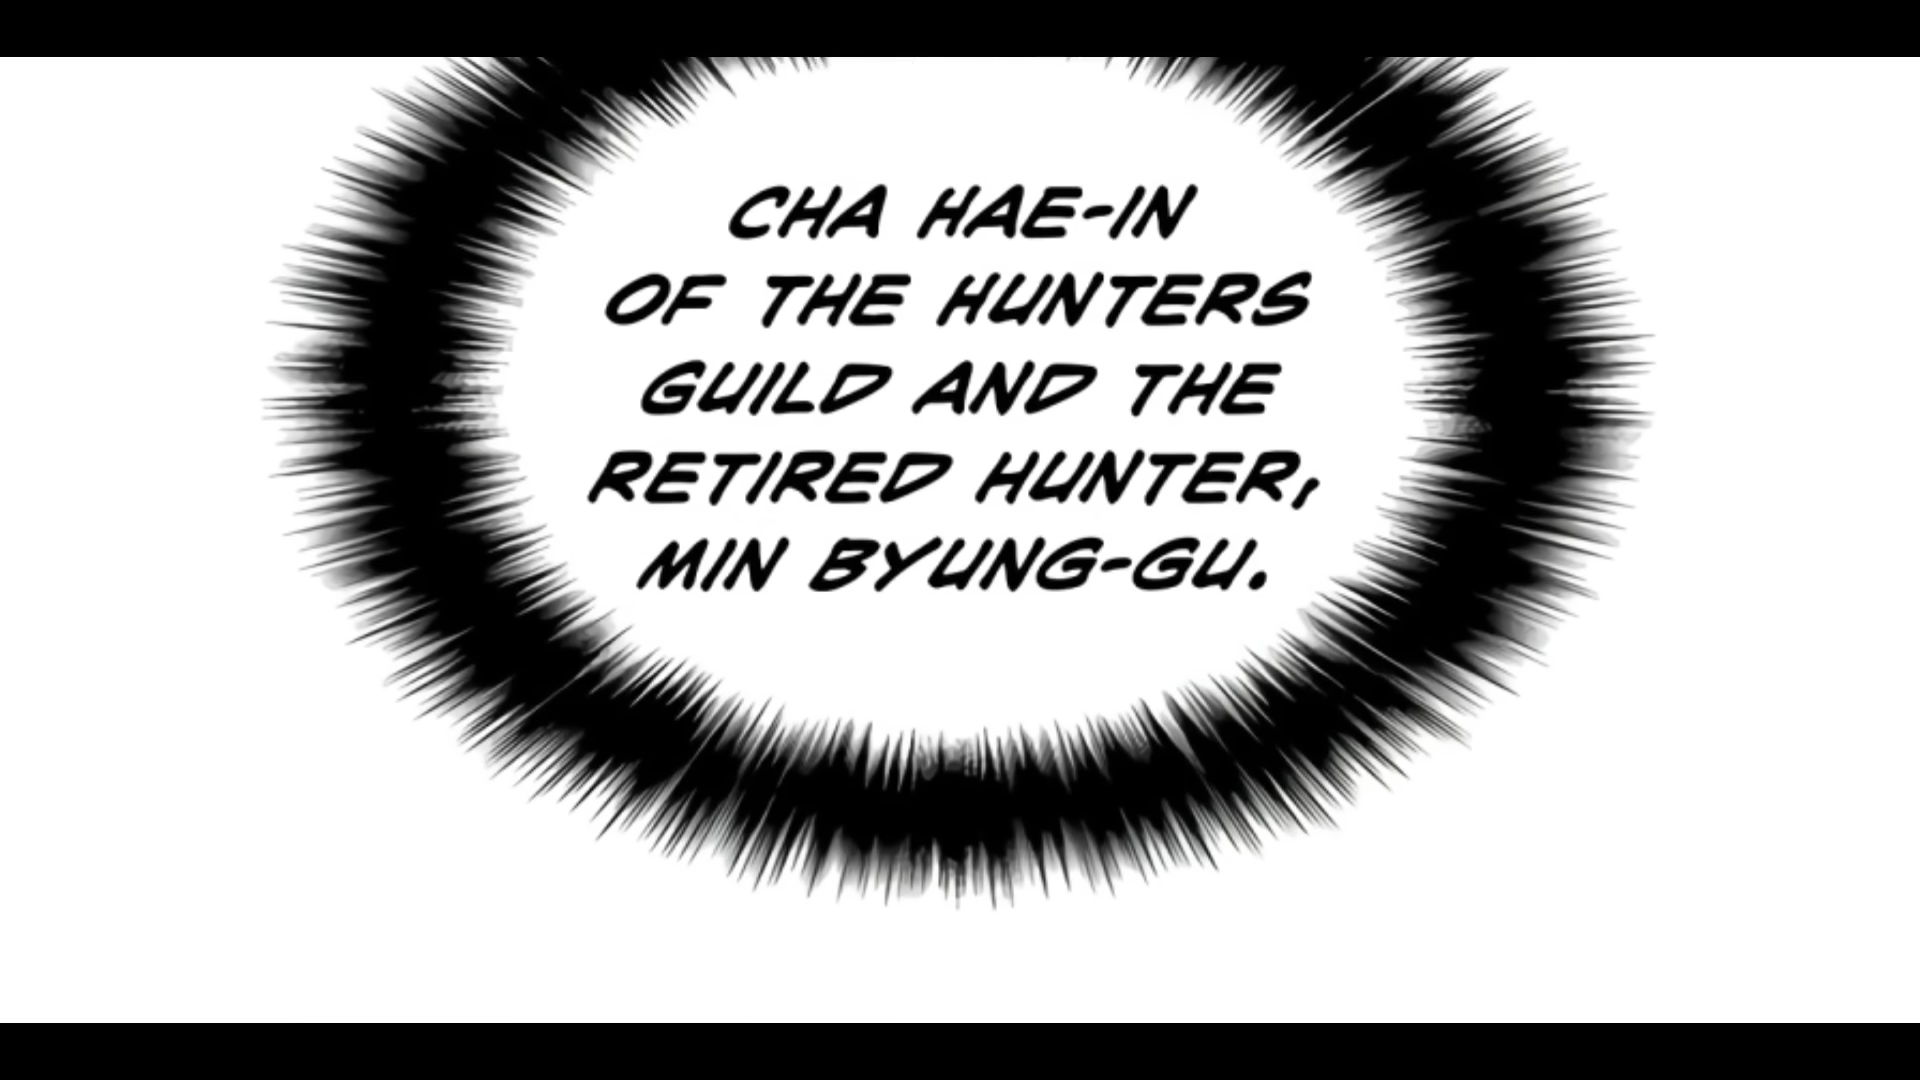 CHA HAE-IN
OF THE HUNTERS
GUILD AND THE
RETIRED HUNTER,
MIN BYUNG-GU.